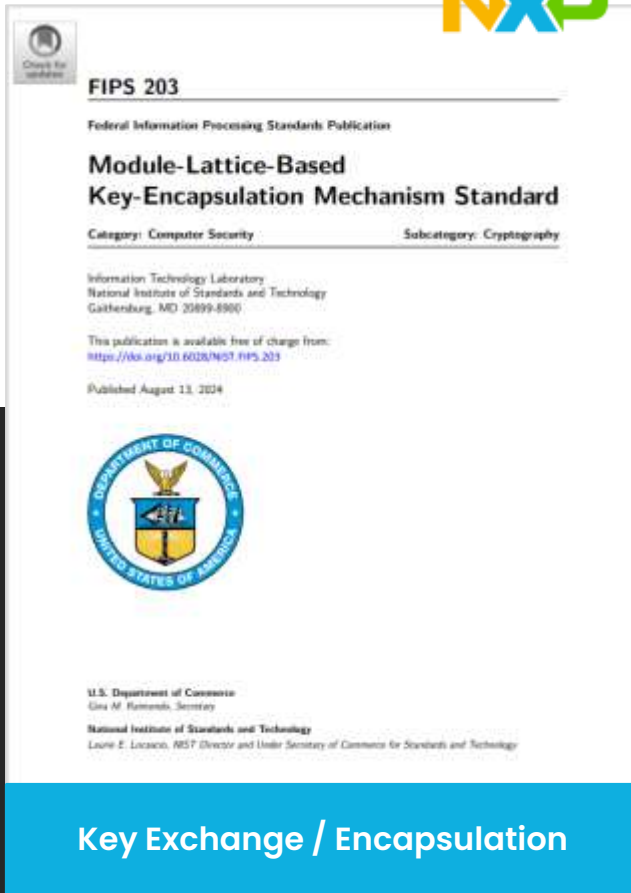 NXP
Check for
updates
FIPS 203
Federal Information Processing Standards Publication
Module-Lattice-Based
Key-Encapsulation Mechanism Standard
Category: Computer Security Subcategory: Cryptography
Information Technology Laboratory
National Institute of Standards and Technology
Gaithersburg, MD 20899-8900
This publication is available free of charge from:
https://doi.org/10.6028/NIST.FIPS.203
Published August 13, 2024
DEPARTMENT OF COMMERCE
UNITED STATES OF AMERICA
U.S. Department of Commerce
Gina M. Raimondo, Secretary
National Institute of Standards and Technology
Laurie E. Locascio, NIST Director and Under Secretary of Commerce for Standards and Technology
Key Exchange / Encapsulation